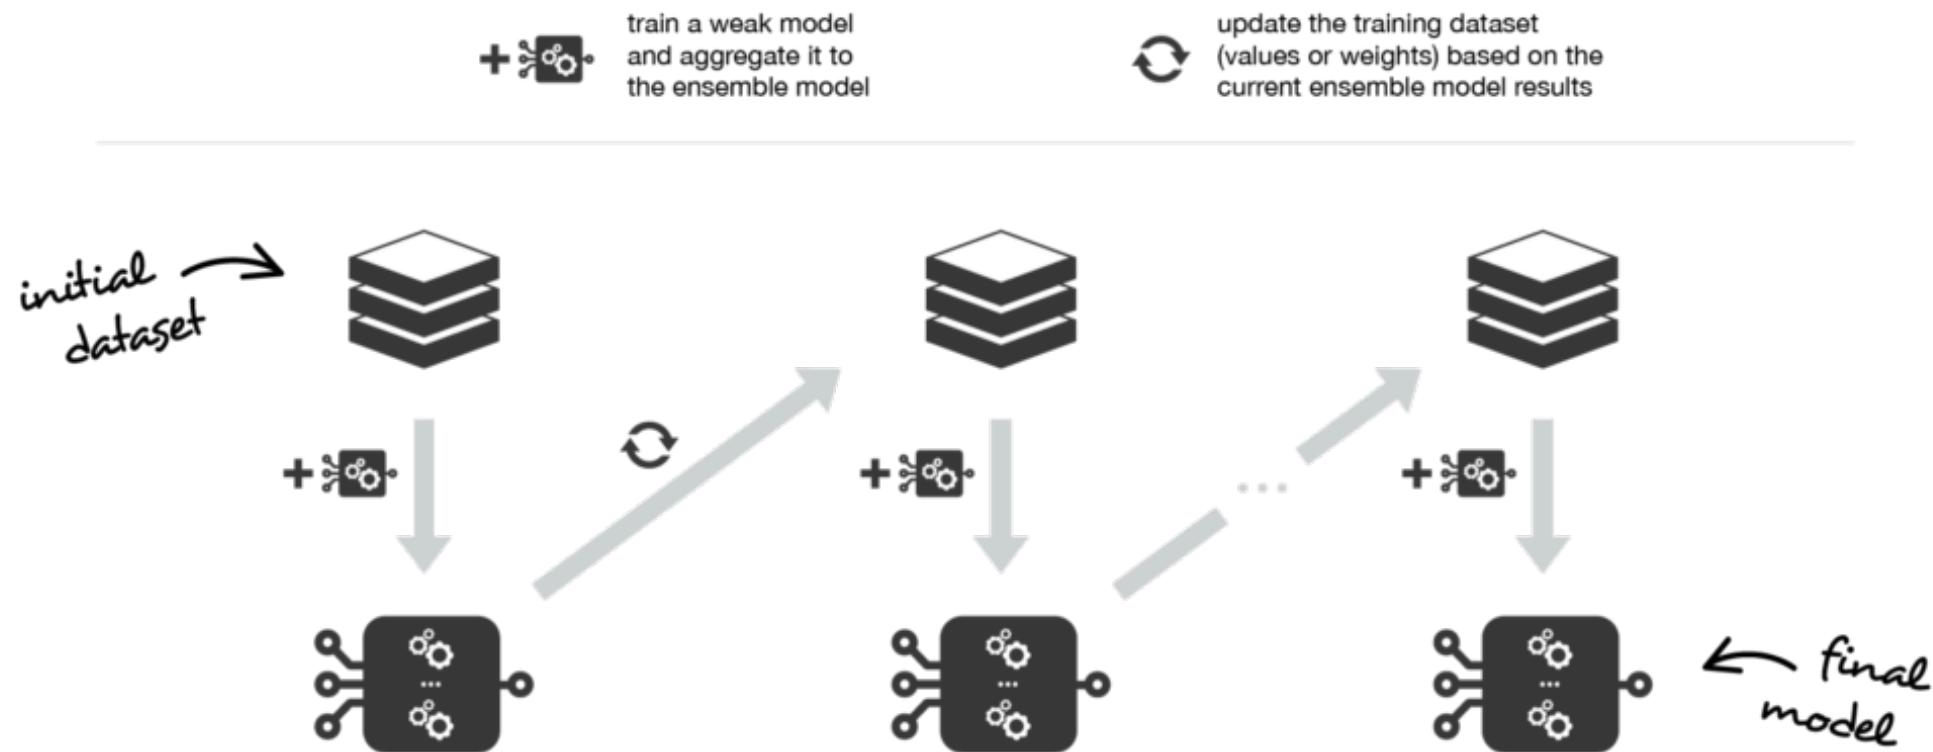 train a weak model
and aggregate it to
the ensemble model
update the training dataset
(values or weights) based on the
current ensemble model results
initial
dataset
final
model